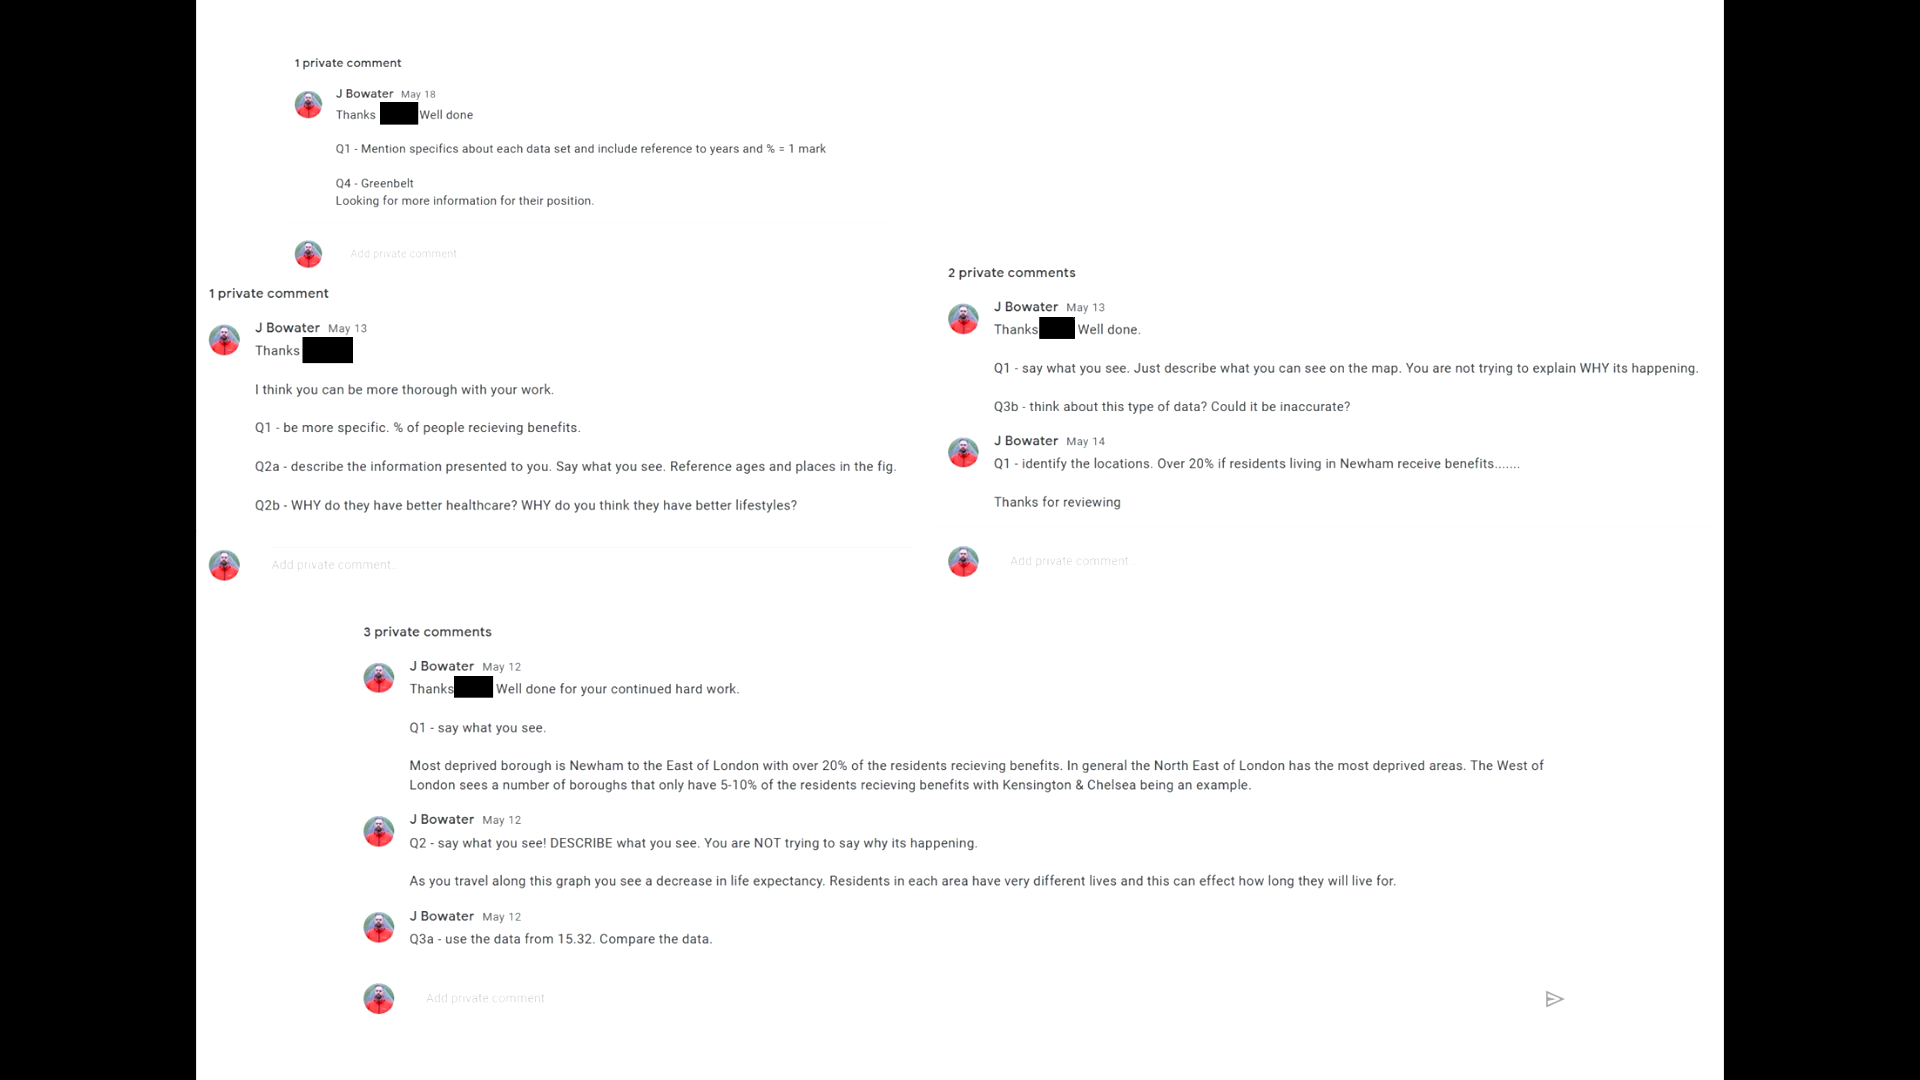 1 private comment
J Bowater May 18
Thanks Well done
Q1 - Mention specifics about each data set and include reference to years and % = 1 mark
Q4 - Greenbelt
Looking for more information for their position.
Add private comment
1 private comment
J Bowater May 13
Thanks
I think you can be more thorough with your work.
Q1 - be more specific. % of people recieving benefits.
Q2a - describe the information presented to you. Say what you see. Reference ages and places in the fig.
Q2b - WHY do they have better healthcare? WHY do you think they have better lifestyles?
Add private comment..
2 private comments
J Bowater May 13
Thanks Well done.
Q1 - say what you see. Just describe what you can see on the map. You are not trying to explain WHY its happening.
Q3b - think about this type of data? Could it be inaccurate?
J Bowater May 14
Q1 - identify the locations. Over 20% if residents living in Newham receive benefits.......
Thanks for reviewing
Add private comment.
3 private comments
J Bowater May 12
Thanks Well done for your continued hard work.
Q1 - say what you see.
Most deprived borough is Newham to the East of London with over 20% of the residents recieving benefits. In general the North East of London has the most deprived areas. The West of
London sees a number of boroughs that only have 5-10% of the residents recieving benefits with Kensington & Chelsea being an example.
J Bowater May 12
Q2 - say what you see! DESCRIBE what you see. You are NOT trying to say why its happening.
As you travel along this graph you see a decrease in life expectancy. Residents in each area have very different lives and this can effect how long they will live for.
J Bowater May 12
Q3a - use the data from 15.32. Compare the data.
Add private comment